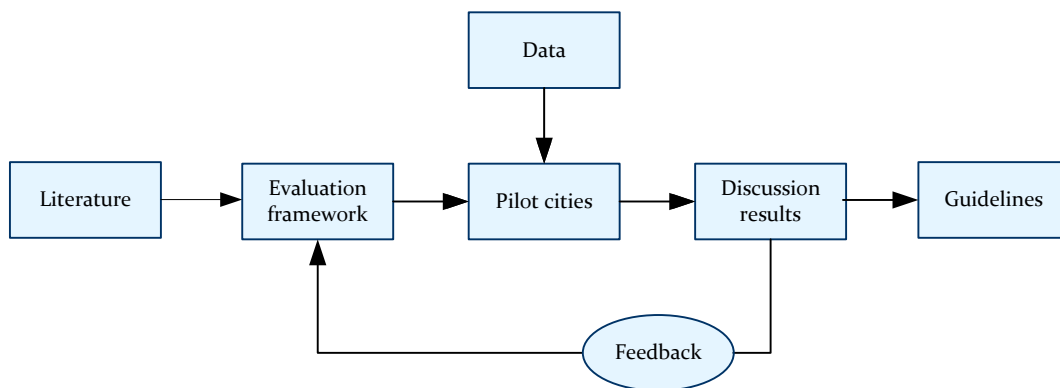 Data
Literature
Evaluation
framework
Pilot cities
Discussion
results
Guidelines
Feedback